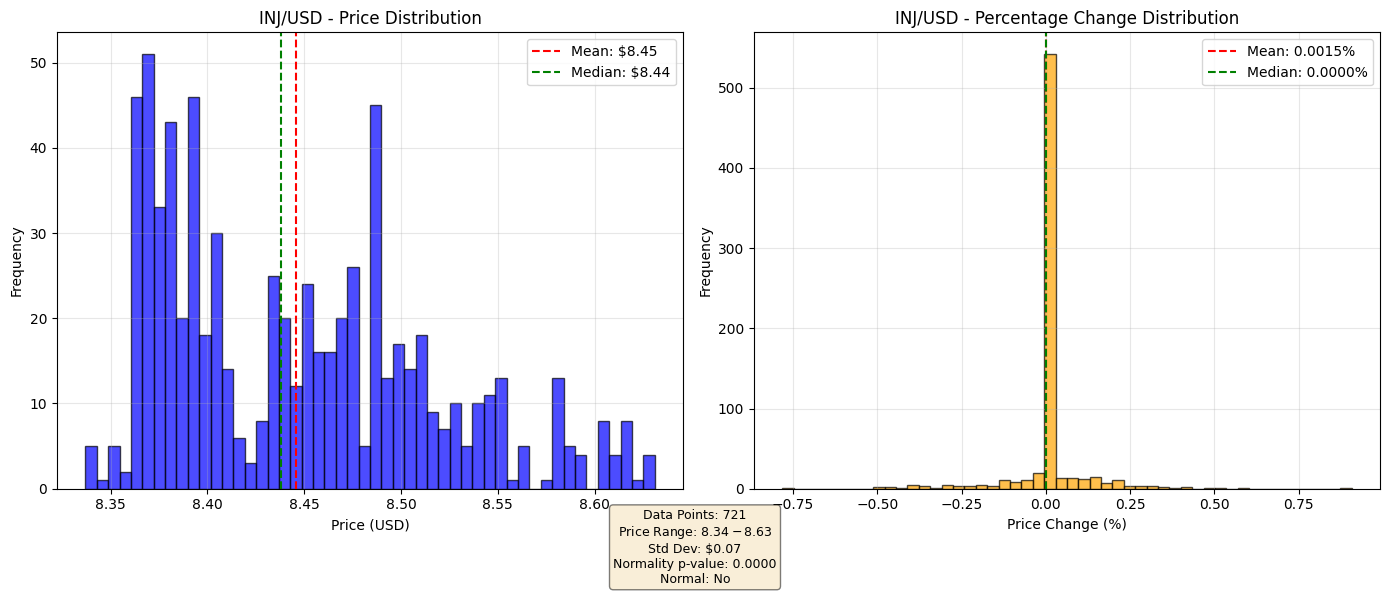 INJ/USD - Price Distribution
Mean: $8.45
Median: $8.44
50
40
30
20
10
0
Frequency
8.35
8.40
8.45
8.50
8.55
8.60
Price (USD)
INJ/USD - Percentage Change Distribution
Mean: 0.0015%
Median: 0.0000%
500
400
300
200
100
0
Frequency
−0.75
−0.50
−0.25
0.00
0.25
0.50
0.75
Price Change (%)
Data Points: 721
Price Range: 8.34 − 8.63
Std Dev: $0.07
Normality p-value: 0.0000
Normal: No